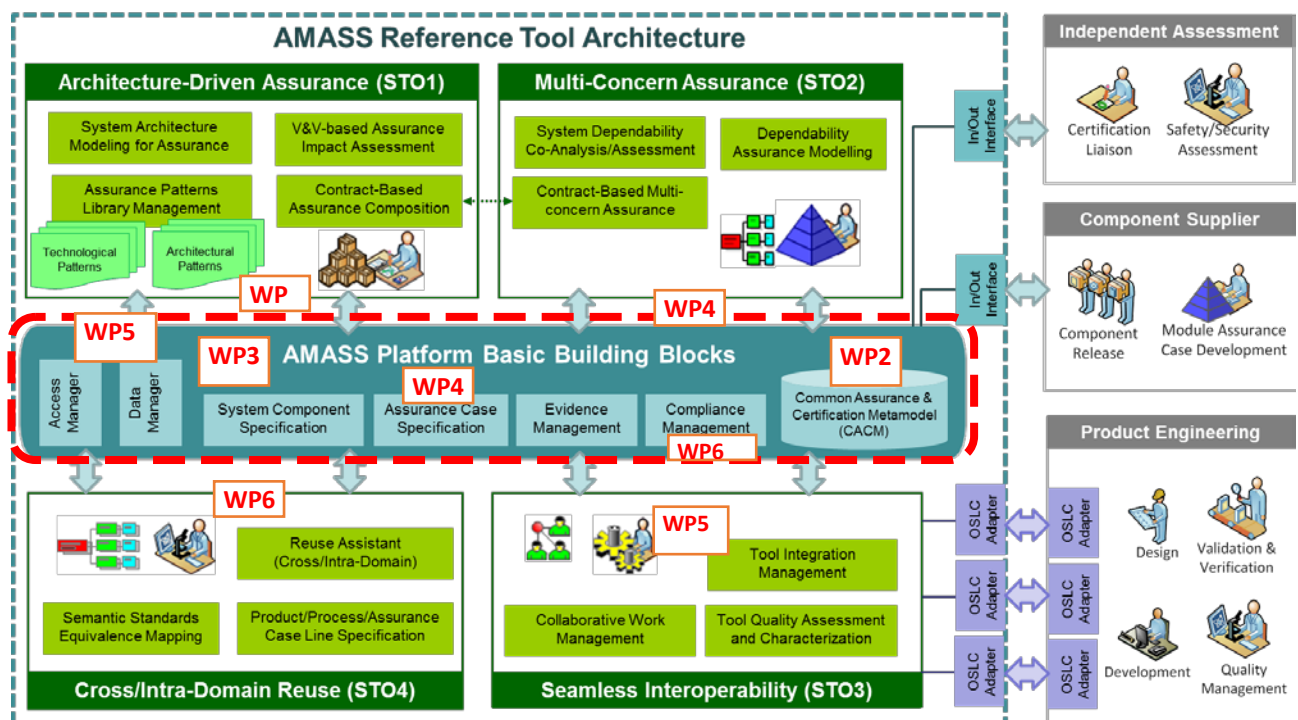 AMASS Reference Tool Architecture
Architecture-Driven Assurance (STO1)
System Architecture
Modeling for Assurance
V&V-based Assurance
Impact Assessment
Assurance Patterns
Library Management
Contract-Based
Assurance Composition
Technological
Patterns
Architectural
Patterns
WP
Multi-Concern Assurance (STO2)
System Dependability
Co-Analysis/Assessment
Dependability
Assurance Modelling
Contract-Based Multi-
concern Assurance
WP4
In/Out
Interface
In/Out
Interface
Independent Assessment
Certification
Liaison
Safety/Security
Assessment
Component Supplier
Component
Release
Module Assurance
Case Development
WP5
WP3
AMASS Platform Basic Building Blocks
WP4
WP2
Access
Manager
Data
Manager
System Component
Specification
Assurance Case
Specification
Evidence
Management
Compliance
Management
WP6
Common Assurance &
Certification Metamodel
(CACM)
WP6
Reuse Assistant
(Cross/Intra-Domain)
Semantic Standards
Equivalence Mapping
Product/Process/Assurance
Case Line Specification
Cross/Intra-Domain Reuse (STO4)
WP5
Tool Integration
Management
Collaborative Work
Management
Tool Quality Assessment
and Characterization
Seamless Interoperability (STO3)
OSLC
Adapter
OSLC
Adapter
OSLC
Adapter
OSLC
Adapter
OSLC
Adapter
OSLC
Adapter
Product Engineering
Design
Validation &
Verification
Development
Quality
Management